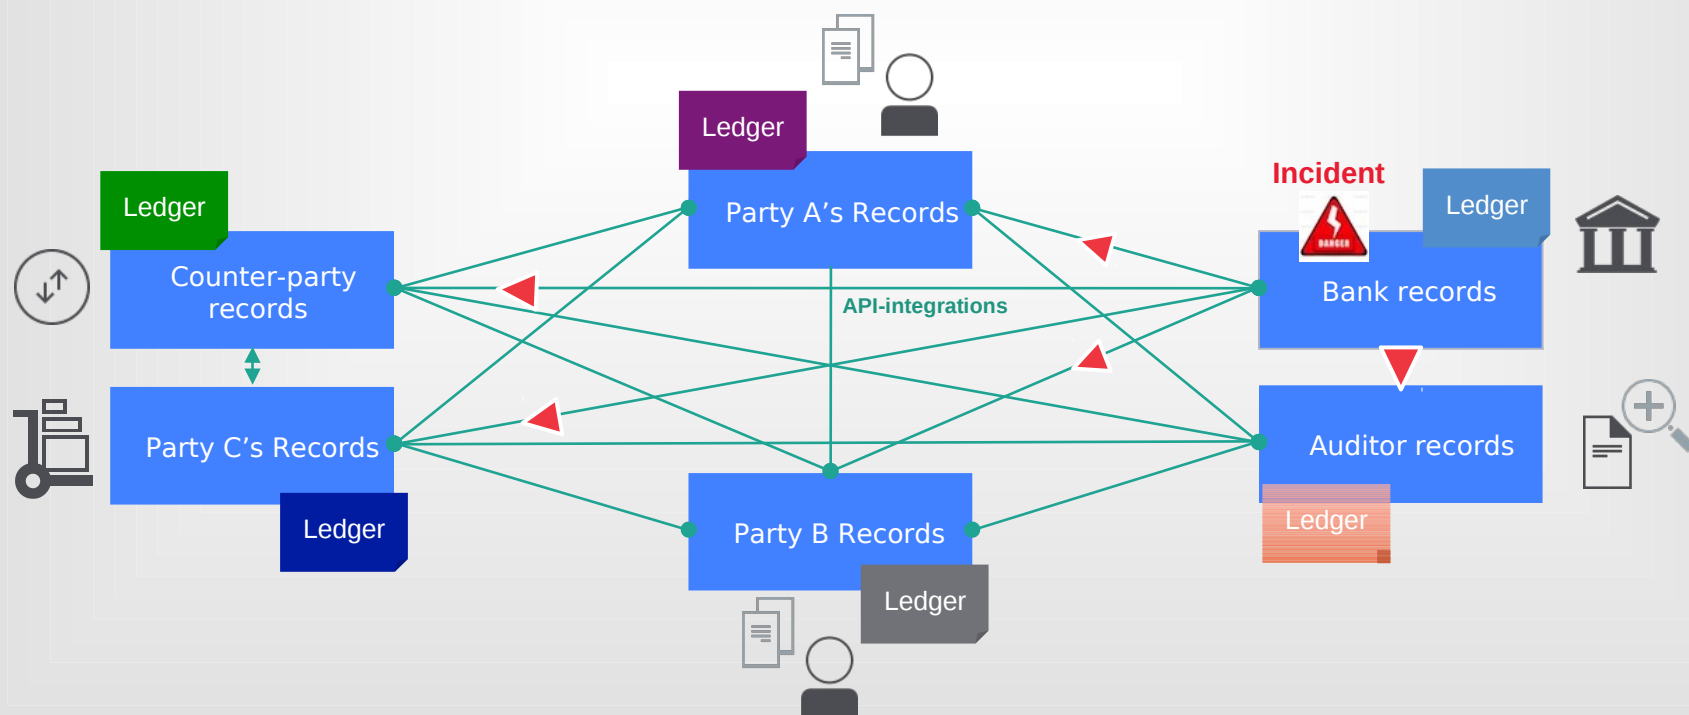 Ledger
Party A’s Records
Incident
Ledger
DANGER
Bank records
Ledger
Counter-party
records
API-integrations
Party C’s Records
Ledger
Auditor records
Ledger
Party B Records
Ledger